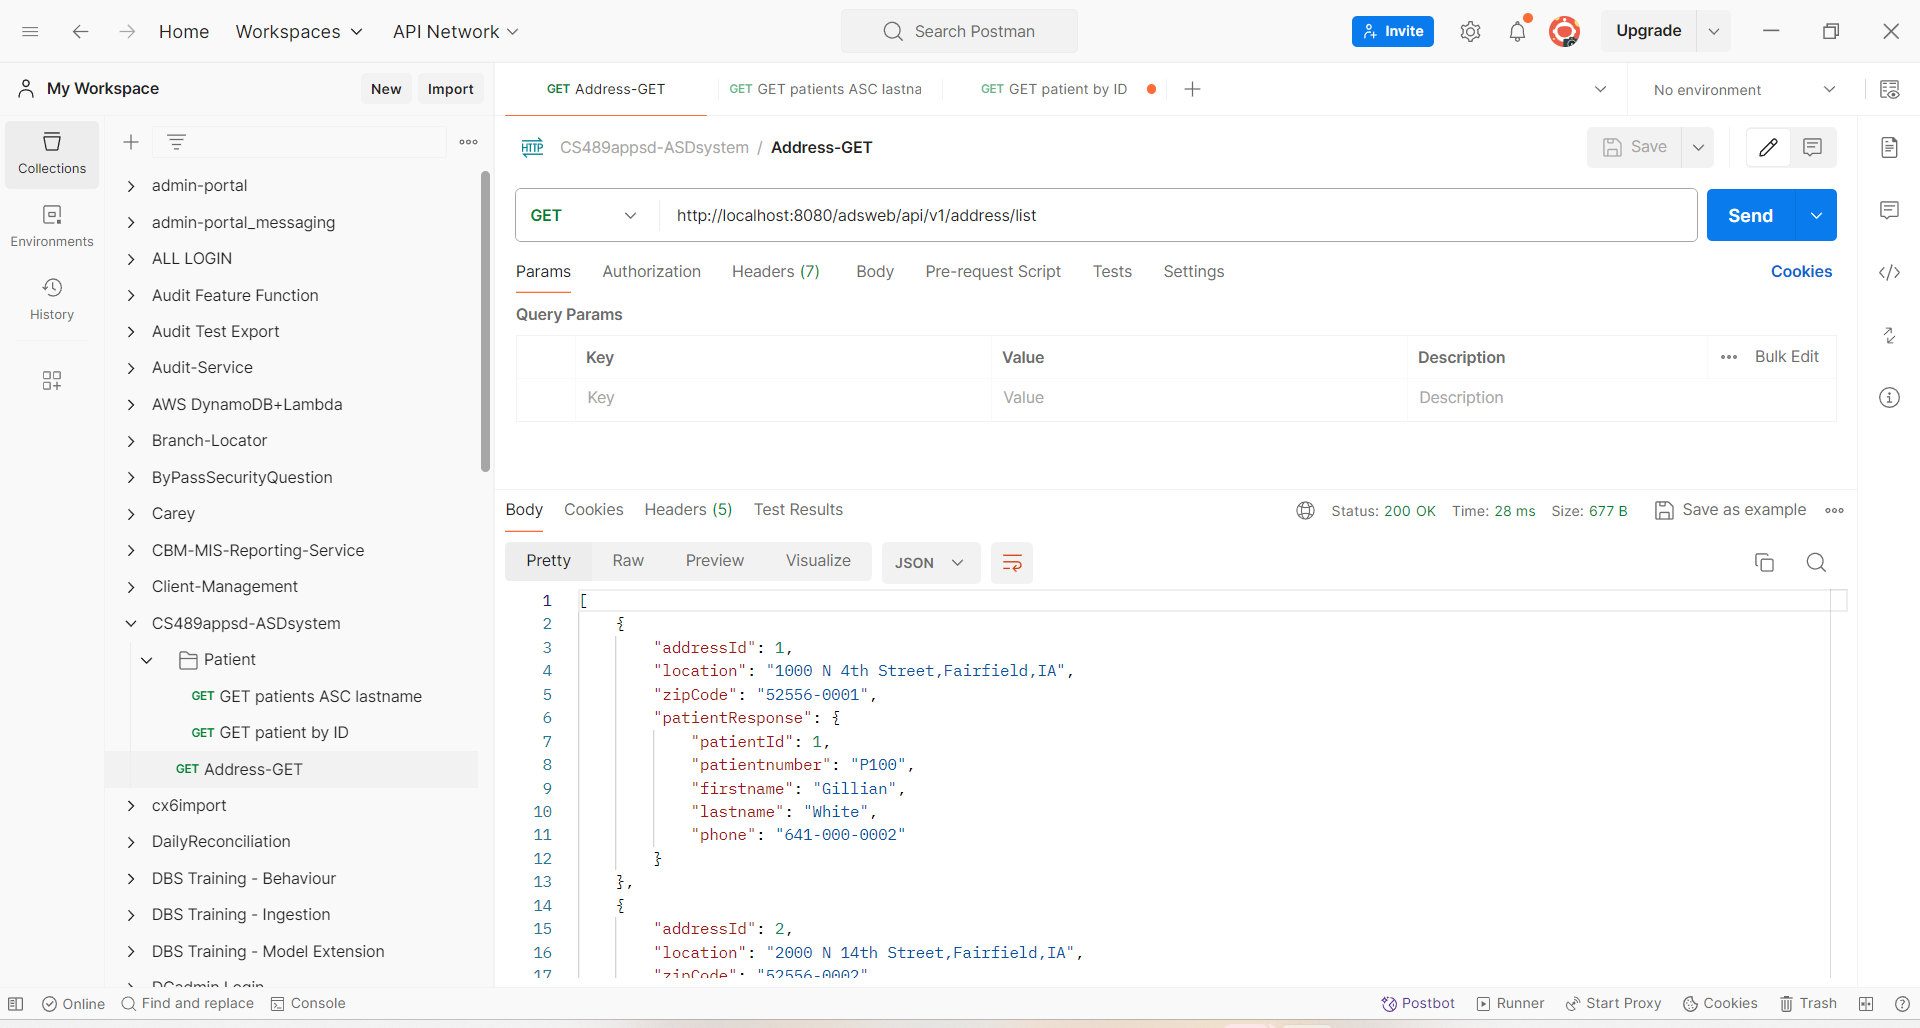 Home
Workspaces
API Network
Search Postman
Invite
Upgrade
My Workspace
New
Import
GET Address-GET
GET GET patients ASC lastna
GET GET patient by ID
No environment
Collections
Environments
History
admin-portal
admin-portal_messaging
ALL LOGIN
Audit Feature Function
Audit Test Export
Audit-Service
AWS DynamoDB+Lambda
Branch-Locator
ByPassSecurityQuestion
Carey
CBM-MIS-Reporting-Service
Client-Management
CS489appsd-ASDsystem
Patient
GET GET patients ASC lastname
GET GET patient by ID
GET Address-GET
cx6import
DailyReconciliation
DBS Training - Behaviour
DBS Training - Ingestion
DBS Training - Model Extension
HTTP CS489appsd-ASDsystem / Address-GET
Save
GET
http://localhost:8080/adsweb/api/v1/address/list
Send
Params
Authorization
Headers (7)
Body
Pre-request Script
Tests
Settings
Cookies
Query Params
Key
Value
Description
Bulk Edit
Key
Value
Description
Body
Cookies
Headers (5)
Test Results
Status: 200 OK
Time: 28 ms
Size: 677 B
Save as example
Pretty
Raw
Preview
Visualize
JSON
1 [
2 {
3 "addressId": 1,
4 "location": "1000 N 4th Street,Fairfield,IA",
5 "zipCode": "52556-0001",
6 "patientResponse": {
7 "patientId": 1,
8 "patientnumber": "P100",
9 "firstname": "Gillian",
10 "lastname": "White",
11 "phone": "641-000-0002"
12 }
13 },
14 {
15 "addressId": 2,
16 "location": "2000 N 14th Street,Fairfield,IA",
17 "zipCode": "52556-0002"
Online
Find and replace
Console
Postbot
Runner
Start Proxy
Cookies
Trash